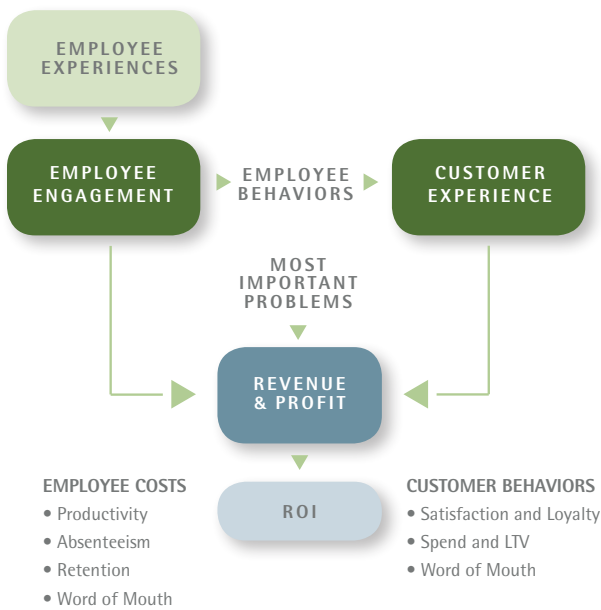 EMPLOYEE
EXPERIENCES
EMPLOYEE
ENGAGEMENT
EMPLOYEE
BEHAVIORS
CUSTOMER
EXPERIENCE
MOST
IMPORTANT
PROBLEMS
REVENUE
& PROFIT
ROI
EMPLOYEE COSTS
• Productivity
• Absenteeism
• Retention
• Word of Mouth
CUSTOMER BEHAVIORS
• Satisfaction and Loyalty
• Spend and LTV
• Word of Mouth